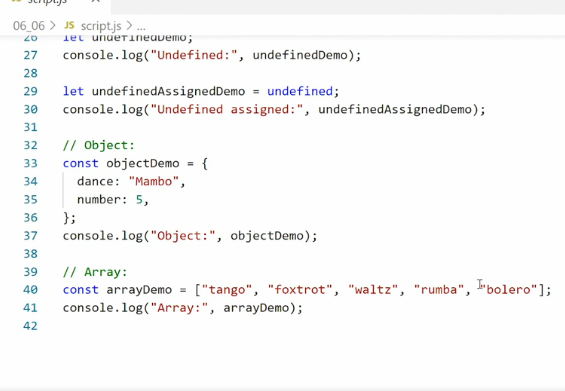 script.js
06_06 > JS script.js > ...
26 let undefinedDemo;
27 console.log("Undefined:", undefinedDemo);
28
29 let undefinedAssignedDemo = undefined;
30 console.log("Undefined assigned:", undefinedAssignedDemo);
31
32 // Object:
33 const objectDemo = {
34   dance: "Mambo",
35   number: 5,
36 };
37 console.log("Object:", objectDemo);
38
39 // Array:
40 const arrayDemo = ["tango", "foxtrot", "waltz", "rumba", "bolero"];
41 console.log("Array:", arrayDemo);
42